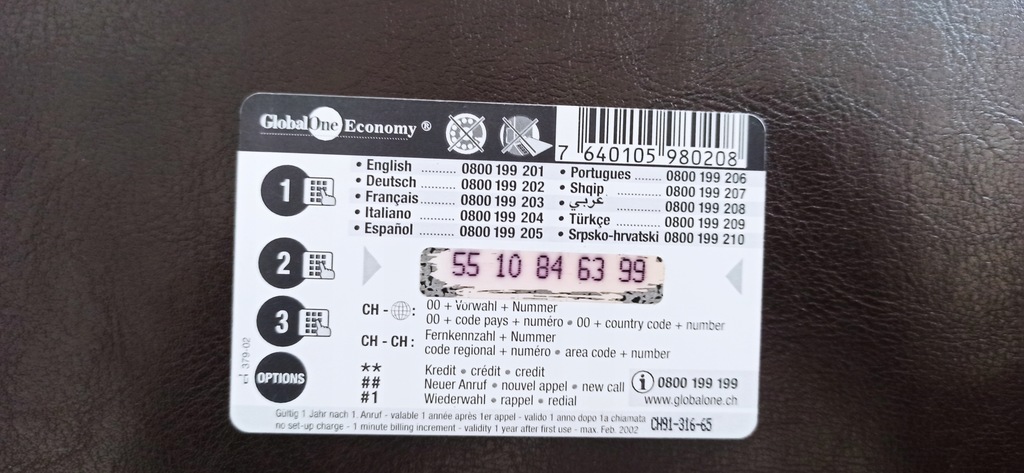 GlobalOne Economy ®
7 640105 980208
1
• English .......... 0800 199 201
• Deutsch .......... 0800 199 202
• Français .......... 0800 199 203
• Italiano .......... 0800 199 204
• Español .......... 0800 199 205
• Portugues .......... 0800 199 206
• Shqip .......... 0800 199 207
• عربي .......... 0800 199 208
• Türkçe .......... 0800 199 209
• Srpsko-hrvatski 0800 199 210
2
55 10 84 63 99
3
CH - : 00 + Vorwahl + Nummer
00 + code pays + numéro • 00 + country code + number
CH - CH : Fernkennzahl + Nummer
code regional + numéro • area code + number
OPTIONS
** Kredit • crédit • credit
## Neuer Anruf • nouvel appel • new call
#1 Wiederwahl • rappel • redial
i 0800 199 199
www.globalone.ch
379-02
Gültig 1 Jahr nach 1. Anruf - valable 1 année après 1er appel - valido 1 anno dopo 1a chiamata
no set-up charge - 1 minute billing increment - validity 1 year after first use - max. Feb. 2002
CH91-316-65